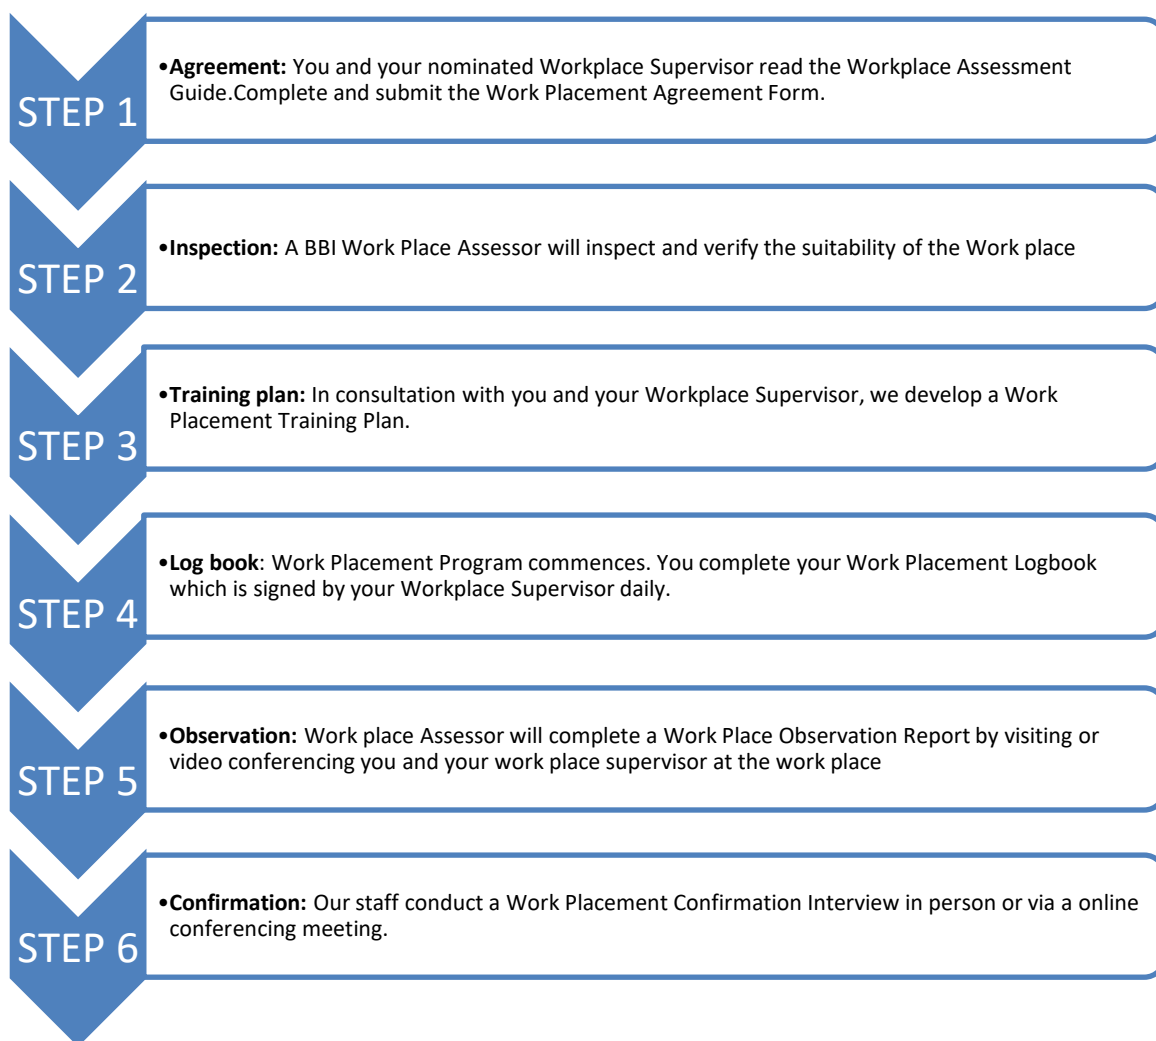 STEP 1
•Agreement: You and your nominated Workplace Supervisor read the Workplace Assessment
Guide.Complete and submit the Work Placement Agreement Form.
STEP 2
•Inspection: A BBI Work Place Assessor will inspect and verify the suitability of the Work place
STEP 3
•Training plan: In consultation with you and your Workplace Supervisor, we develop a Work
Placement Training Plan.
STEP 4
•Log book: Work Placement Program commences. You complete your Work Placement Logbook
which is signed by your Workplace Supervisor daily.
STEP 5
•Observation: Work place Assessor will complete a Work Place Observation Report by visiting or
video conferencing you and your work place supervisor at the work place
STEP 6
•Confirmation: Our staff conduct a Work Placement Confirmation Interview in person or via a online
conferencing meeting.